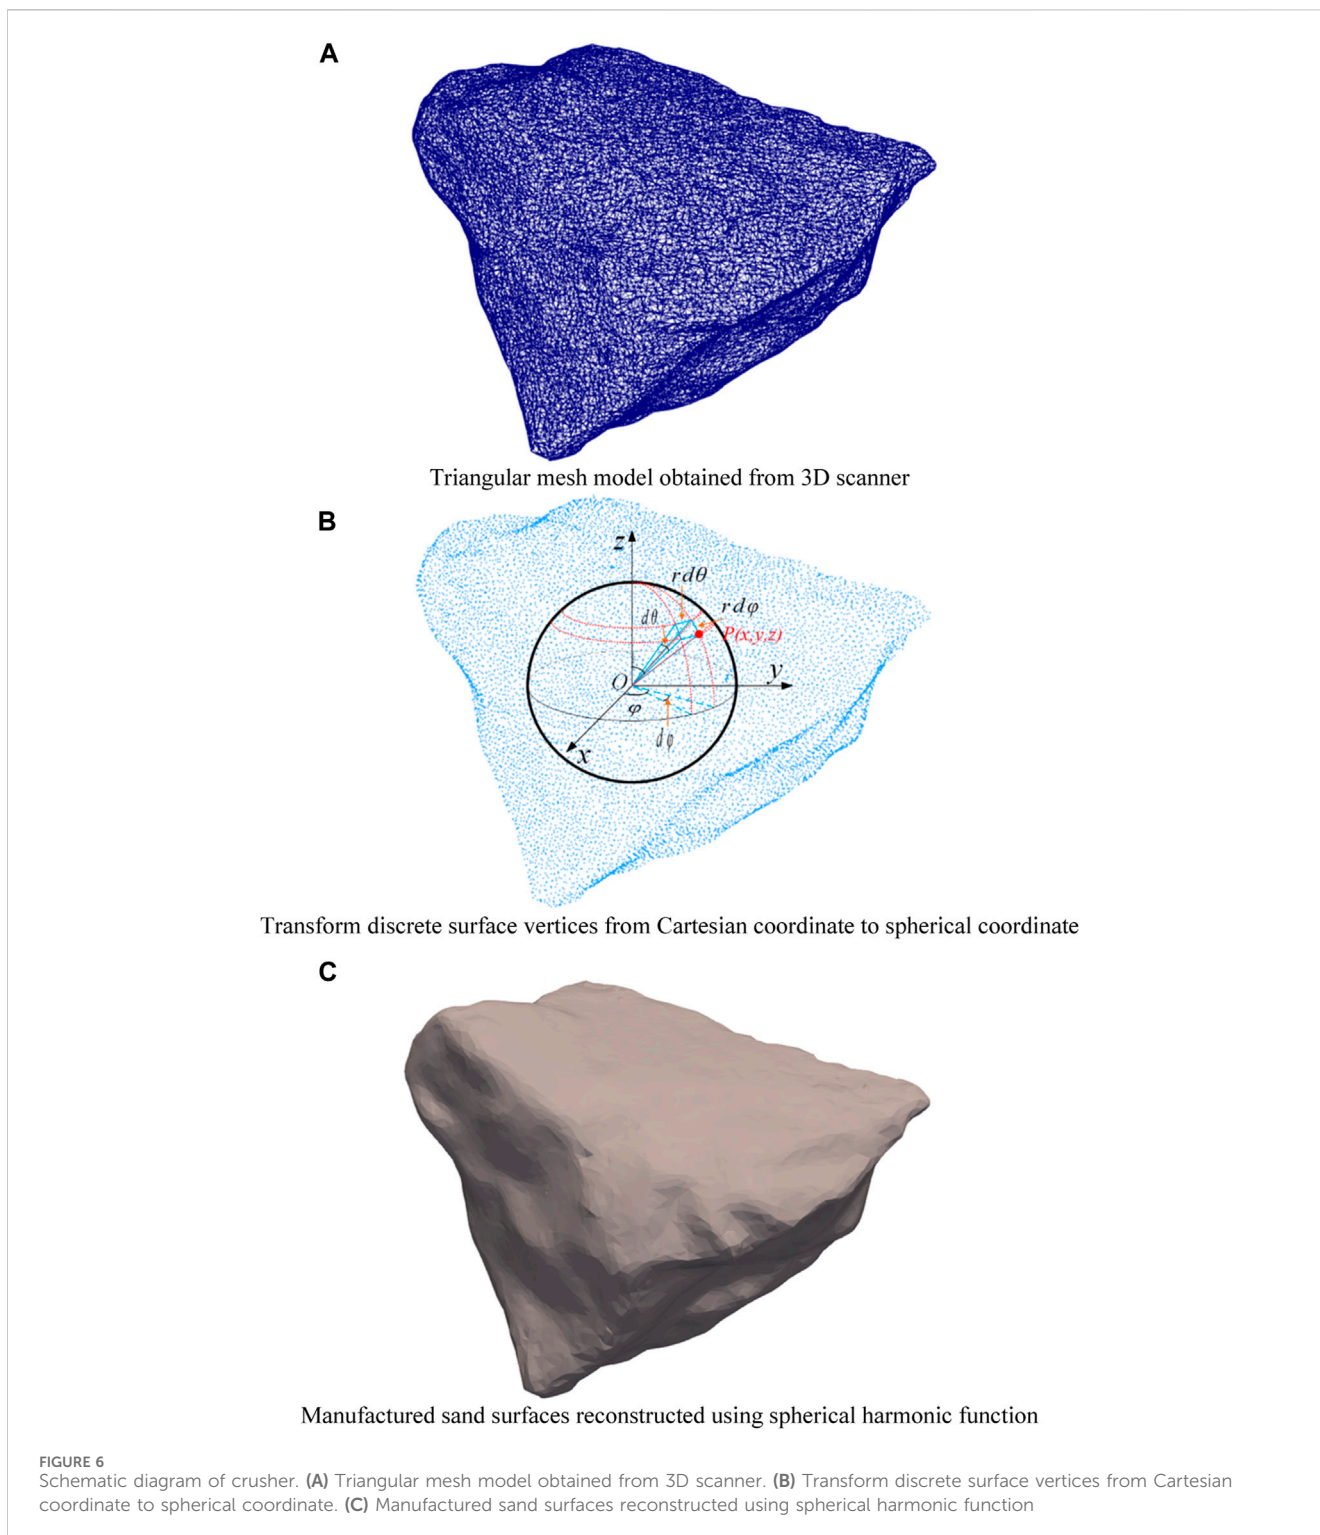 A
Triangular mesh model obtained from 3D scanner
B
z
rdθ
rdφ
dθ
P(x,y,z)
O
y
φ
dφ
x
Transform discrete surface vertices from Cartesian coordinate to spherical coordinate
C
Manufactured sand surfaces reconstructed using spherical harmonic function
FIGURE 6
Schematic diagram of crusher. (A) Triangular mesh model obtained from 3D scanner. (B) Transform discrete surface vertices from Cartesian
coordinate to spherical coordinate. (C) Manufactured sand surfaces reconstructed using spherical harmonic function